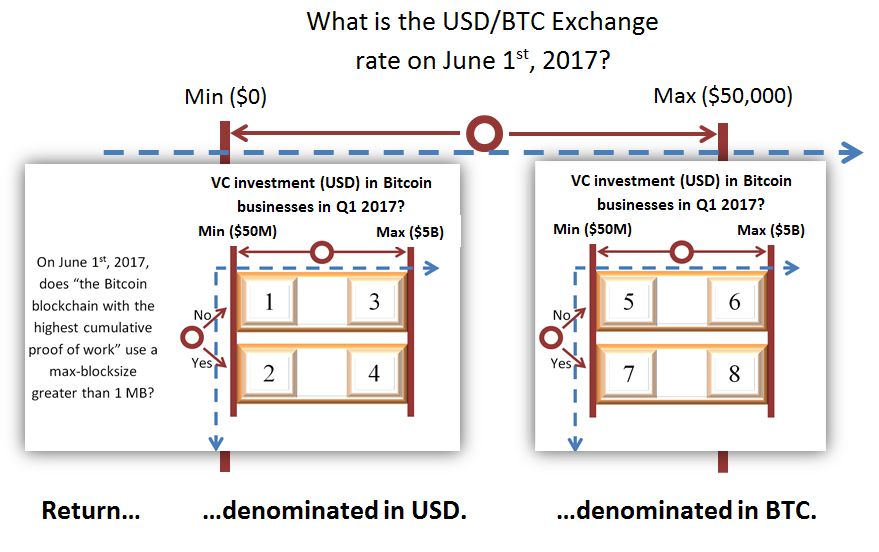 What is the USD/BTC Exchange
rate on June 1st, 2017?
Min ($0)
Max ($50,000)
On June 1st, 2017,
does “the Bitcoin
blockchain with the
highest cumulative
proof of work” use a
max-blocksize
greater than 1 MB?
VC investment (USD) in Bitcoin
businesses in Q1 2017?
Min ($50M)
Max ($5B)
No
1
3
Yes
2
4
VC investment (USD) in Bitcoin
businesses in Q1 2017?
Min ($50M)
Max ($5B)
No
5
6
Yes
7
8
Return...
...denominated in USD.
...denominated in BTC.